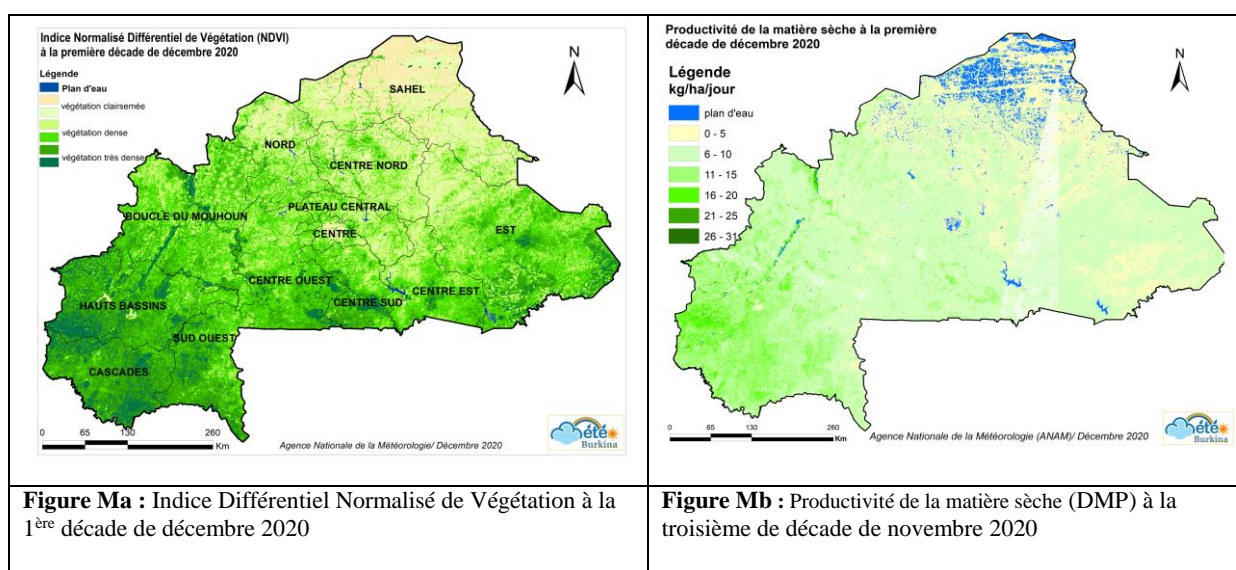 Indice Normalisé Différentiel de Végétation (NDVI)
à la première décade de décembre 2020
Légende
Plan d'eau
végétation clairsemée
végétation dense
végétation très dense
N
SAHEL
NORD
CENTRE NORD
BOUCLE DU MOUHOUN
PLATEAU CENTRAL
CENTRE
EST
CENTRE OUEST
CENTRE SUD
CENTRE EST
HAUTS BASSINS
SUD OUEST
CASCADES
0 65 130 260
Km
Agence Nationale de la Météorologie/ Décembre 2020
été
Burkina
Productivité de la matière sèche à la première
décade de décembre 2020
Légende
kg/ha/jour
plan d'eau
0 - 5
6 - 10
11 - 15
16 - 20
21 - 25
26 - 31
N
0 65 130 260
Km
Agence Nationale de la Météorologie (ANAM)/ Décembre 2020
été
Burkina
Figure Ma : Indice Différentiel Normalisé de Végétation à la
1ère décade de décembre 2020
Figure Mb : Productivité de la matière sèche (DMP) à la
troisième de décade de novembre 2020